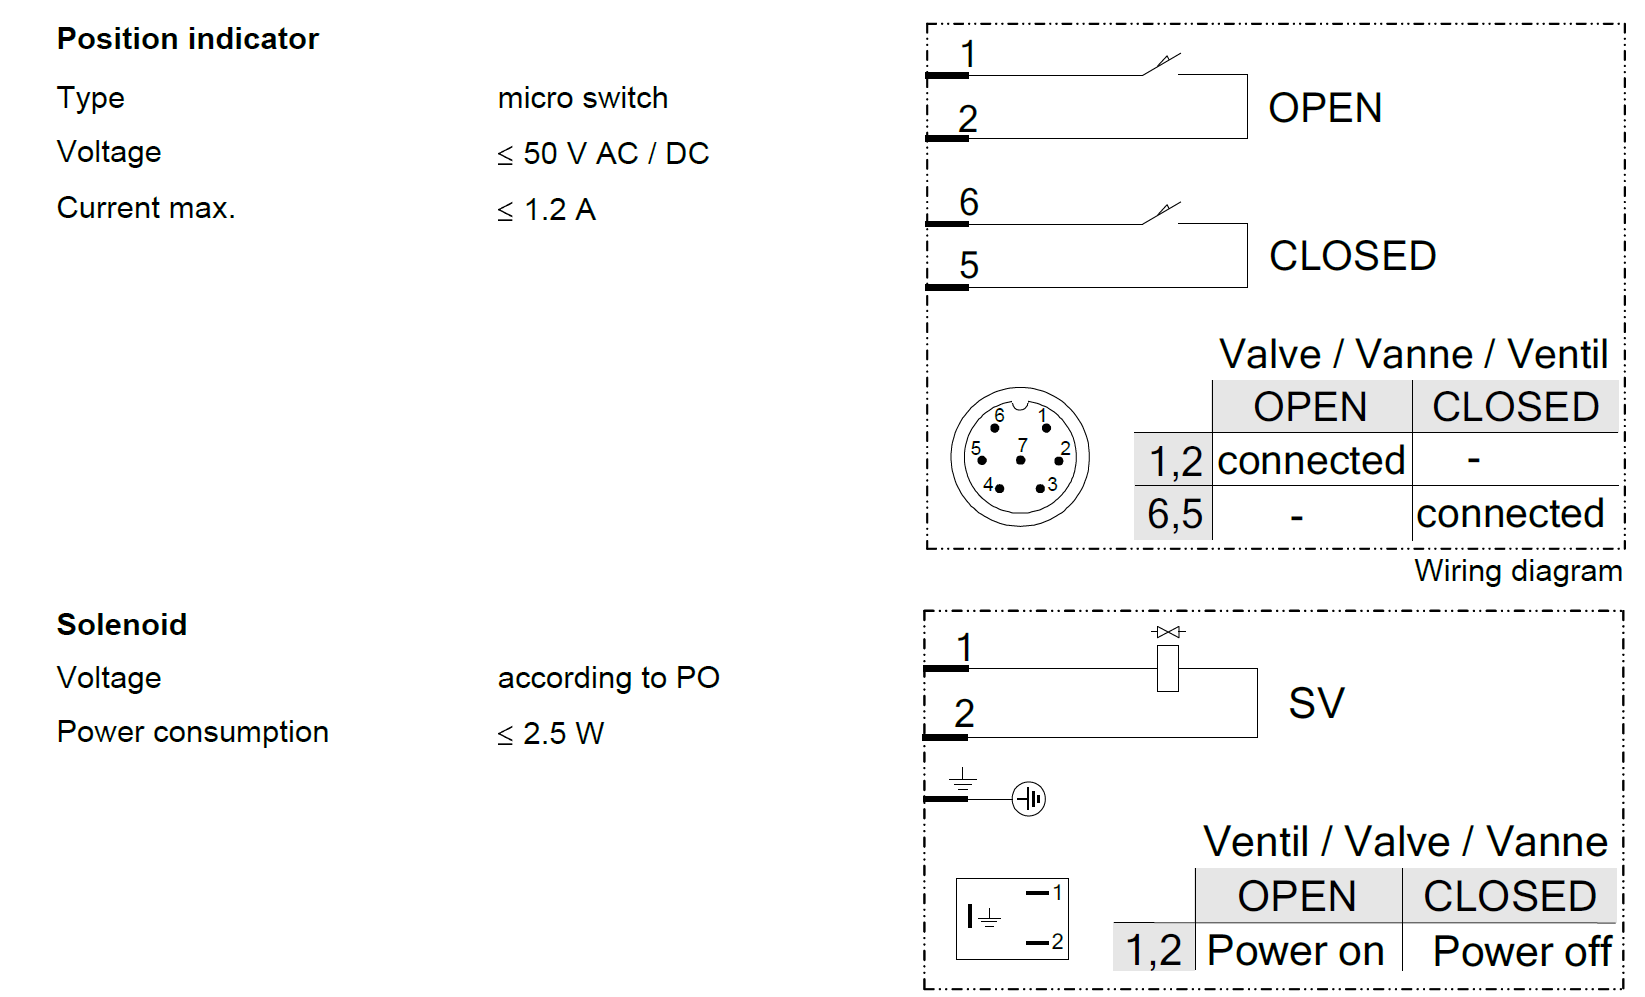 Position indicator
Type micro switch
Voltage ≤ 50 V AC / DC
Current max. ≤ 1.2 A
1
2
OPEN
6
5
CLOSED
Valve / Vanne / Ventil
OPEN CLOSED
1,2 connected -
6,5 - connected
6 1
5 7 2
4 3
Wiring diagram
Solenoid
Voltage according to PO
Power consumption ≤ 2.5 W
1
2
SV
Ventil / Valve / Vanne
OPEN CLOSED
1,2 Power on Power off
1
2